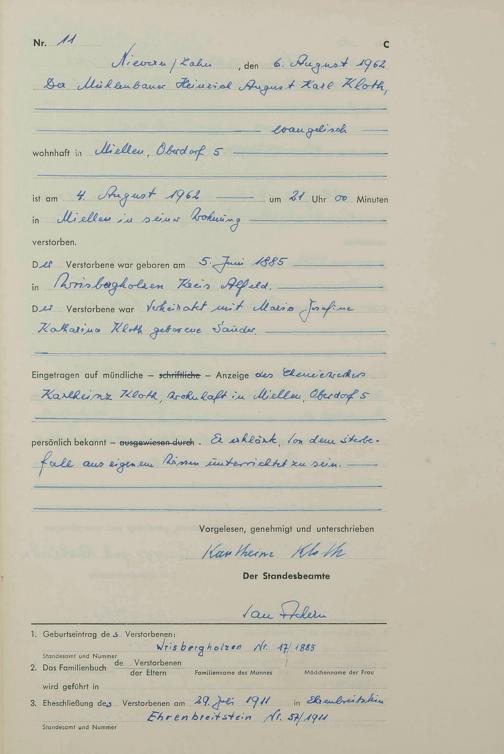 Nr. 11 C
Nievern/Lahn, den 6. August 1962
Der Mühlenbauer Heinrich August Karl Kloth,
evangelisch
wohnhaft in Miellen, Oberdorf 5
ist am 4. August 1962 um 21 Uhr 00 Minuten
in Miellen in seiner Wohnung
verstorben.
Der Verstorbene war geboren am 5. Juni 1885
in Wrisbergholzen Kreis Alfeld.
Der Verstorbene war verheiratet mit Maria Josefine
Katharina Kloth geborene Sauder.
Eingetragen auf mündliche – schriftliche – Anzeige des Chemiewerkers
Karlheinz Kloth, wohnhaft in Miellen, Oberdorf 5
persönlich bekannt – ausgewiesen durch. Er erklärte, von dem Sterbe-
fall aus eigenem Wissen unterrichtet zu sein.
Vorgelesen, genehmigt und unterschrieben
Karlheinz Kloth
Der Standesbeamte
1. Geburtseintrag des Verstorbenen:
Wrisbergholzen Nr. 17/1885
Standesamt und Nummer
2. Das Familienbuch de Verstorbenen
der Eltern Familienname des Mannes Mädchenname der Frau
wird geführt in
3. Eheschließung des Verstorbenen am 29. Juli 1911 in Ehrenbreitstein
Ehrenbreitstein Nr. 57/1911
Standesamt und Nummer